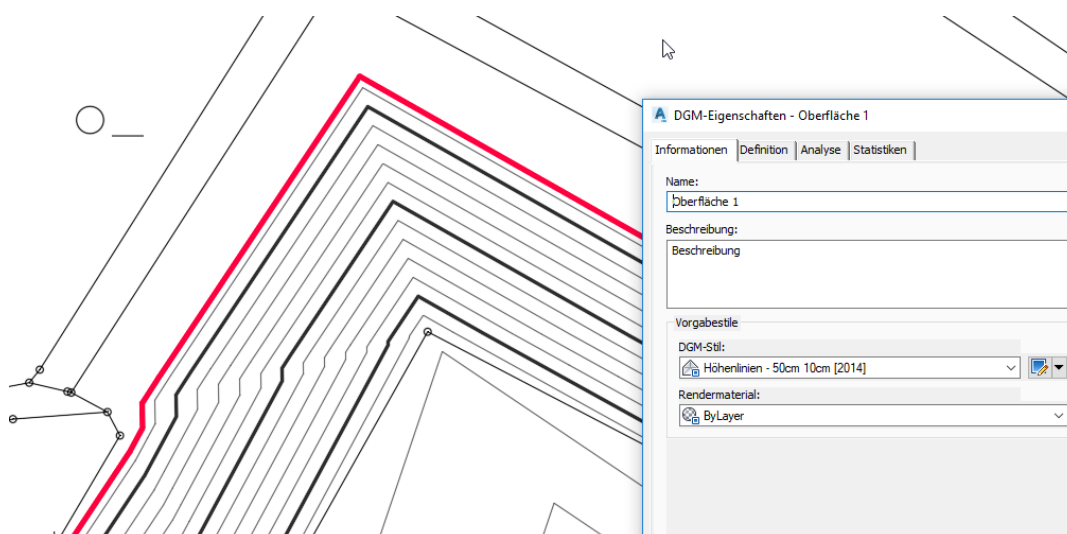 DGM-Eigenschaften - Oberfläche 1
Informationen Definition Analyse Statistiken
Name:
Oberfläche 1
Beschreibung:
Beschreibung
Vorgabestile
DGM-Stil:
Höhenlinien - 50cm 10cm [2014]
Rendermaterial:
ByLayer